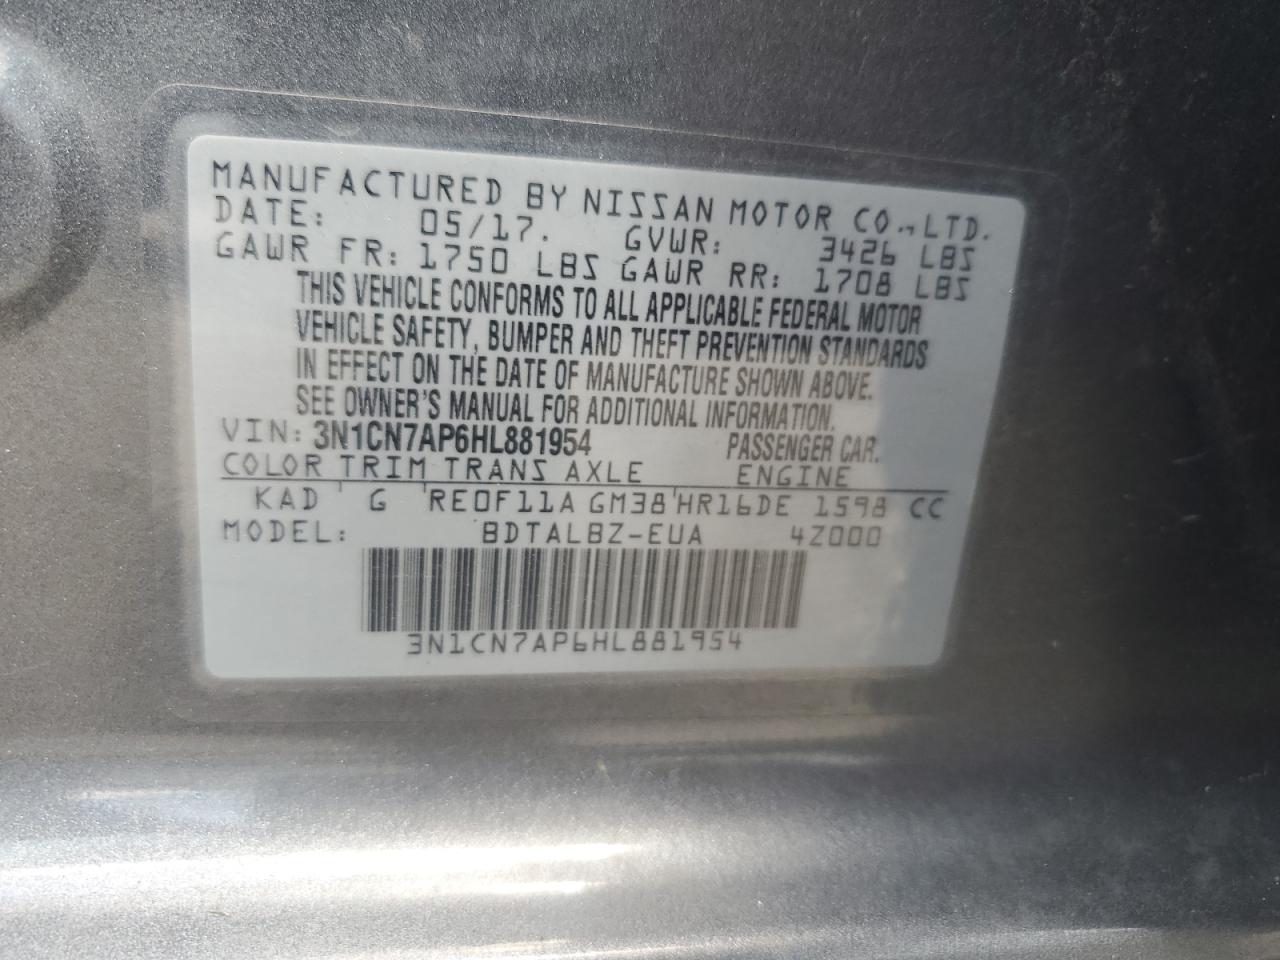 MANUFACTURED BY NISSAN MOTOR CO., LTD.
DATE: 05/17. GVWR: 3426 LBS
GAWR FR: 1750 LBS GAWR RR: 1708 LBS
THIS VEHICLE CONFORMS TO ALL APPLICABLE FEDERAL MOTOR
VEHICLE SAFETY, BUMPER AND THEFT PREVENTION STANDARDS
IN EFFECT ON THE DATE OF MANUFACTURE SHOWN ABOVE.
SEE OWNER'S MANUAL FOR ADDITIONAL INFORMATION.
VIN: 3N1CN7AP6HL881954 PASSENGER CAR.
COLOR TRIM TRANS AXLE ENGINE
KAD G RE0F11A GM38 HR16DE 1598 CC
MODEL: BDTALBZ-EUA 4Z000
3N1CN7AP6HL881954